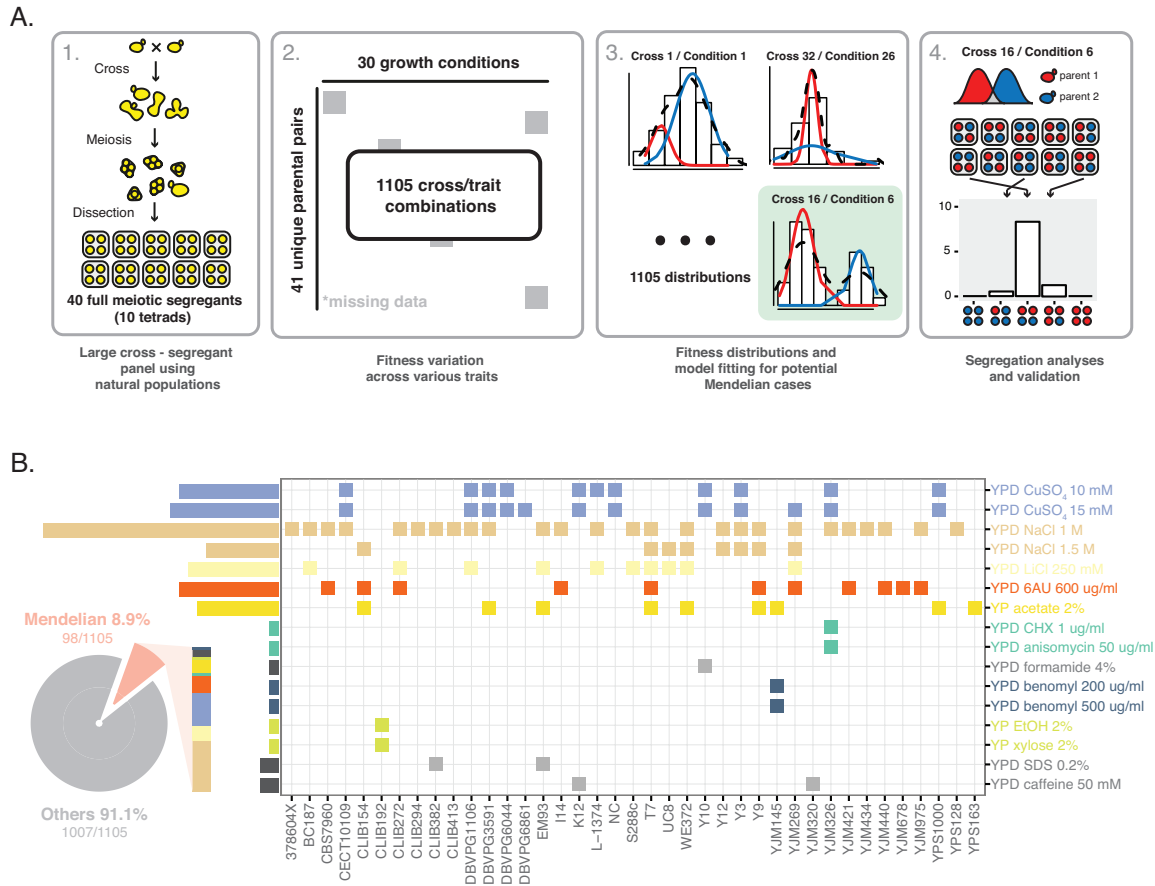 A.
1.
Cross
Meiosis
Dissection
40 full meiotic segregants
(10 tetrads)
Large cross - segregant
panel using
natural populations
2.
30 growth conditions
41 unique parental pairs
1105 cross/trait
combinations
*missing data
Fitness variation
across various traits
3.
Cross 1 / Condition 1
Cross 32 / Condition 26
Cross 16 / Condition 6
1105 distributions
Fitness distributions and
model fitting for potential
Mendelian cases
4.
Cross 16 / Condition 6
parent 1
parent 2
10
5
0
Segregation analyses
and validation
B.
Mendelian 8.9%
98/1105
Others 91.1%
1007/1105
YPD CuSO4 10 mM
YPD CuSO4 15 mM
YPD NaCl 1 M
YPD NaCl 1.5 M
YPD LiCl 250 mM
YPD 6AU 600 ug/ml
YP acetate 2%
YPD CHX 1 ug/ml
YPD anisomycin 50 ug/ml
YPD formamide 4%
YPD benomyl 200 ug/ml
YPD benomyl 500 ug/ml
YP EtOH 2%
YP xylose 2%
YPD SDS 0.2%
YPD caffeine 50 mM
378604X
BC187
CBS7960
CECT10109
CLIB154
CLIB192
CLIB272
CLIB294
CLIB382
CLIB413
DBVPG1106
DBVPG3591
DBVPG6044
DBVPG6861
EM93
I14
K12
L-1374
NC
S288c
T7
UC8
WE372
Y10
Y12
Y3
Y9
YJM145
YJM269
YJM320
YJM326
YJM421
YJM434
YJM440
YJM678
YJM975
YPS1000
YPS128
YPS163